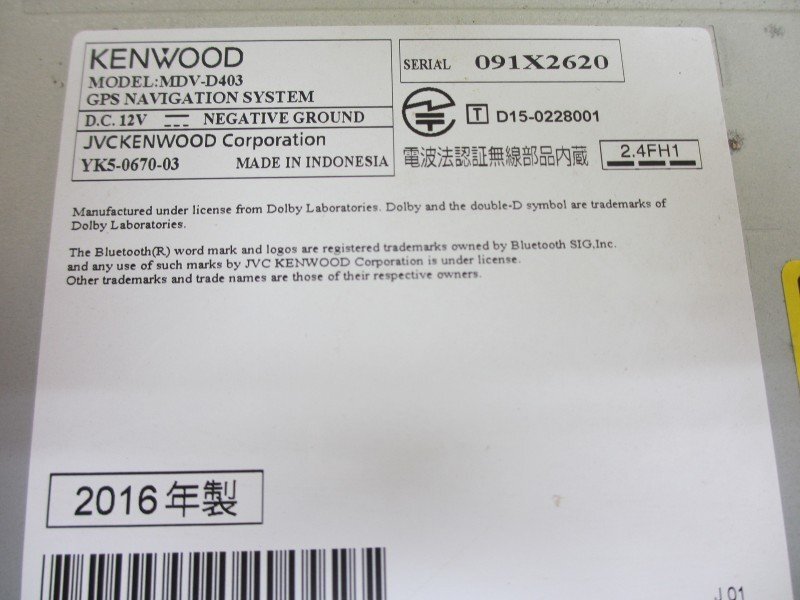 KENWOOD
MODEL:MDV-D403
GPS NAVIGATION SYSTEM
D.C. 12V NEGATIVE GROUND
JVCKENWOOD Corporation
YK5-0670-03 MADE IN INDONESIA
SERIAL 091X2620
T D15-0228001
電波法認証無線部品内蔵 2.4FH1
Manufactured under license from Dolby Laboratories. Dolby and the double-D symbol are trademarks of
Dolby Laboratories.
The Bluetooth(R) word mark and logos are registered trademarks owned by Bluetooth SIG,Inc.
and any use of such marks by JVC KENWOOD Corporation is under license.
Other trademarks and trade names are those of their respective owners.
2016年製
J 01